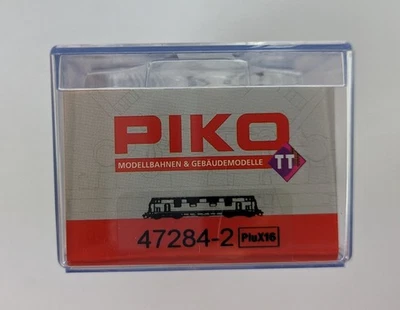 PIKO
MODELLBAHNEN & GEBÄUDEMODELLE
TT
47284-2 PluX16